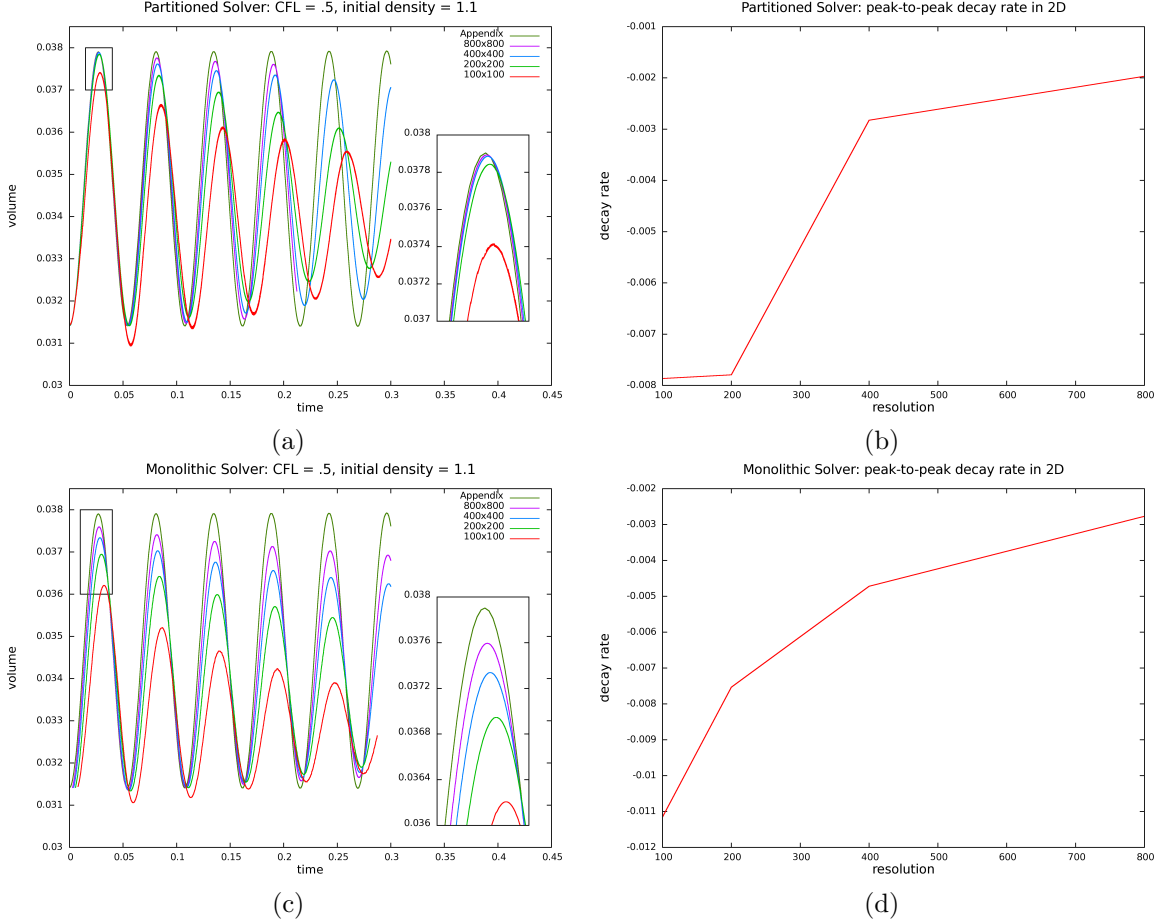 Partitioned Solver: CFL = .5, initial density = 1.1
volume
0.038
0.037
0.036
0.035
0.034
0.033
0.032
0.031
0.03
0 0.05 0.1 0.15 0.2 0.25 0.3 0.35 0.4 0.45
time
Appendix
800x800
400x400
200x200
100x100
0.038
0.0378
0.0376
0.0374
0.0372
0.037
(a)
Partitioned Solver: peak-to-peak decay rate in 2D
decay rate
-0.001
-0.002
-0.003
-0.004
-0.005
-0.006
-0.007
-0.008
100 200 300 400 500 600 700 800
resolution
(b)
Monolithic Solver: CFL = .5, initial density = 1.1
volume
0.038
0.037
0.036
0.035
0.034
0.033
0.032
0.031
0.03
0 0.05 0.1 0.15 0.2 0.25 0.3 0.35 0.4 0.45
time
Appendix
800x800
400x400
200x200
100x100
0.038
0.0376
0.0372
0.0368
0.0364
0.036
(c)
Monolithic Solver: peak-to-peak decay rate in 2D
decay rate
-0.002
-0.003
-0.004
-0.005
-0.006
-0.007
-0.008
-0.009
-0.01
-0.011
-0.012
100 200 300 400 500 600 700 800
resolution
(d)